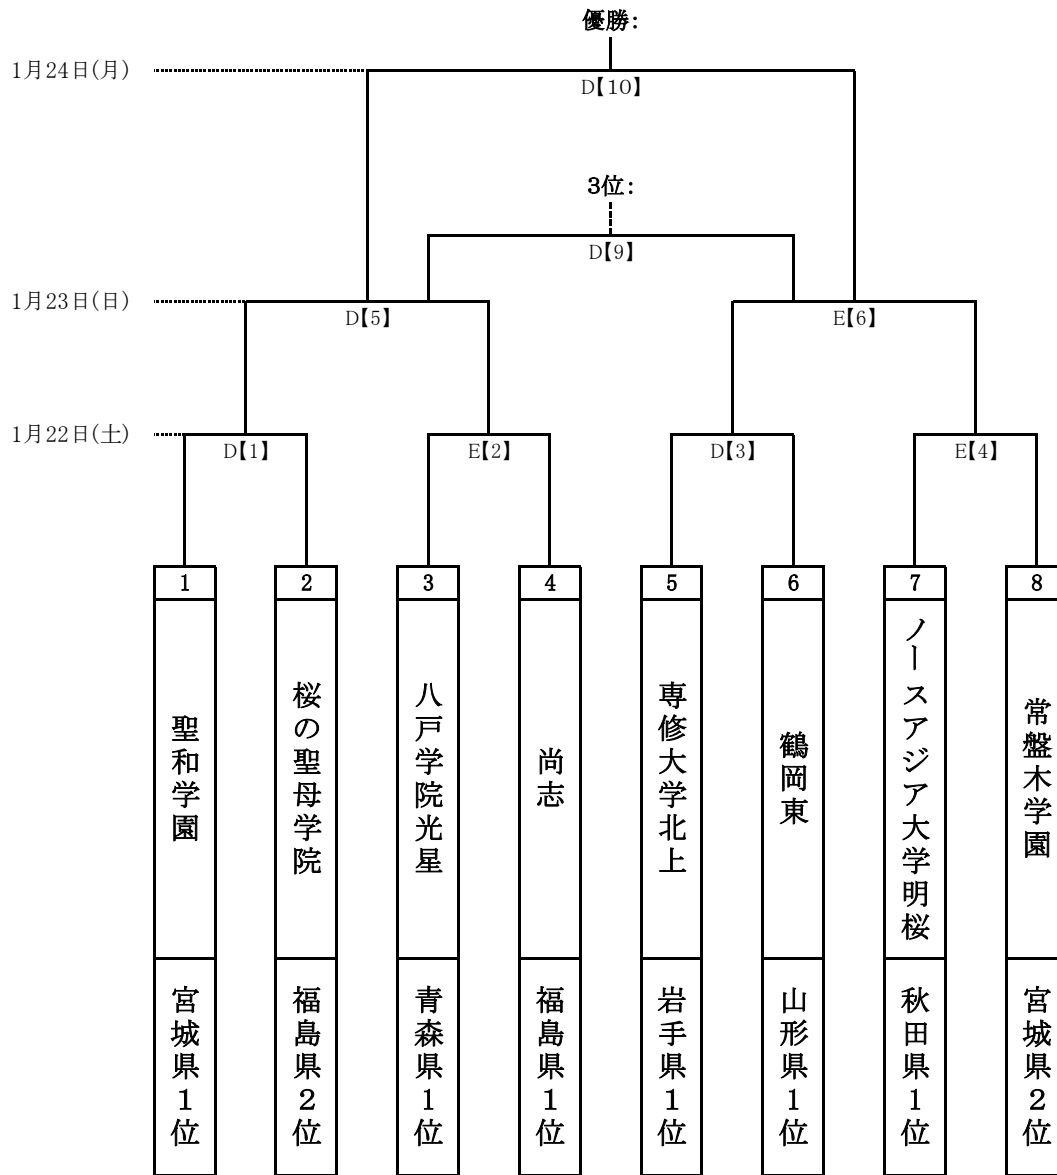 優勝:
1月24日(月)
D【10】
3位:
D【9】
1月23日(日)
D【5】
E【6】
1月22日(土)
D【1】
E【2】
D【3】
E【4】
1
2
3
4
5
6
7
8
聖和学園
桜の聖母学院
八戸学院光星
尚志
専修大学北上
鶴岡東
ノースアジア大学明桜
常盤木学園
宮城県1位
福島県2位
青森県1位
福島県1位
岩手県1位
山形県1位
秋田県1位
宮城県2位